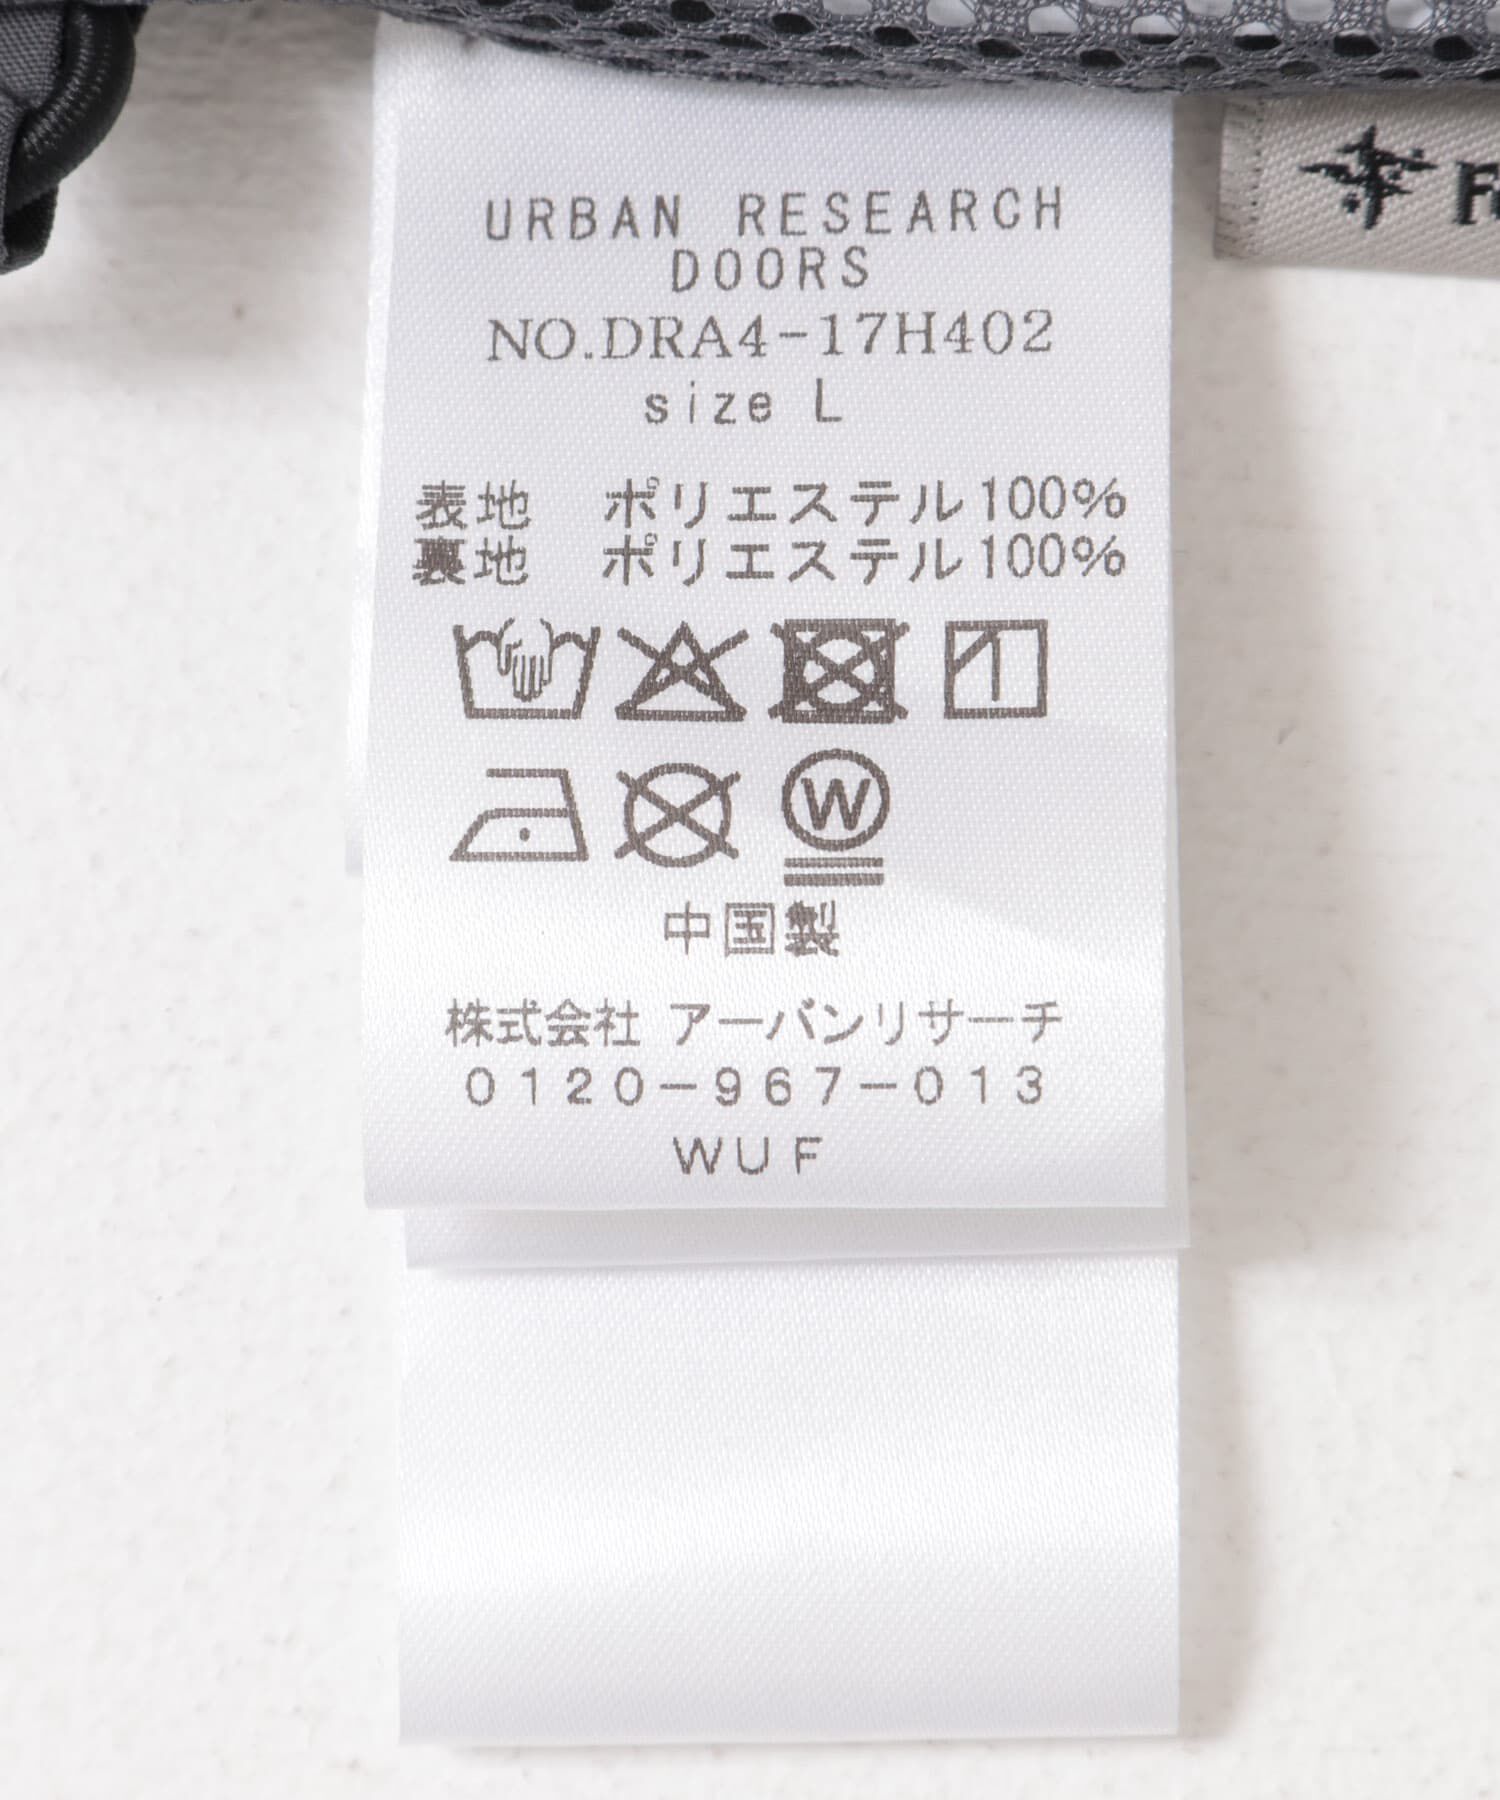 URBAN RESEARCH
DOORS
NO.DRA4-17H402
size L
表地　ポリエステル100%
裏地　ポリエステル100%
W
中国製
株式会社 アーバンリサーチ
0120-967-013
WUF